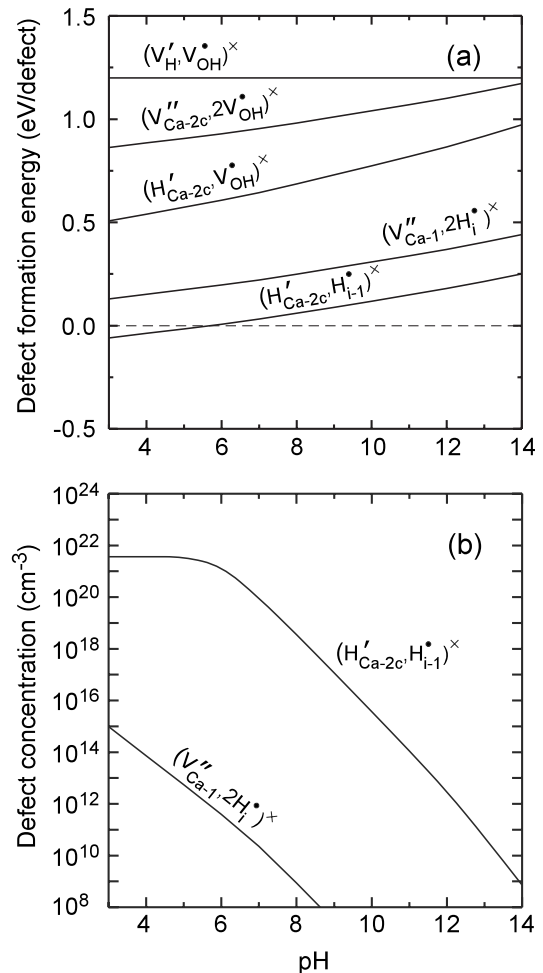 1.5
(V′H,V•OH)×
(a)
(V″Ca-2c,2V•OH)×
1.0
(H′Ca-2c,V•OH)×
0.5
(V″Ca-1,2H•i)×
(H′Ca-2c,H•i-1)×
0.0
-0.5
4 6 8 10 12 14
Defect formation energy (eV/defect)
10²⁴
(b)
10²²
10²⁰
10¹⁸
(H′Ca-2c,H•i-1)×
10¹⁶
10¹⁴
(V″Ca-1,2H•i)×
10¹²
10¹⁰
10⁸
4 6 8 10 12 14
Defect concentration (cm⁻³)
pH